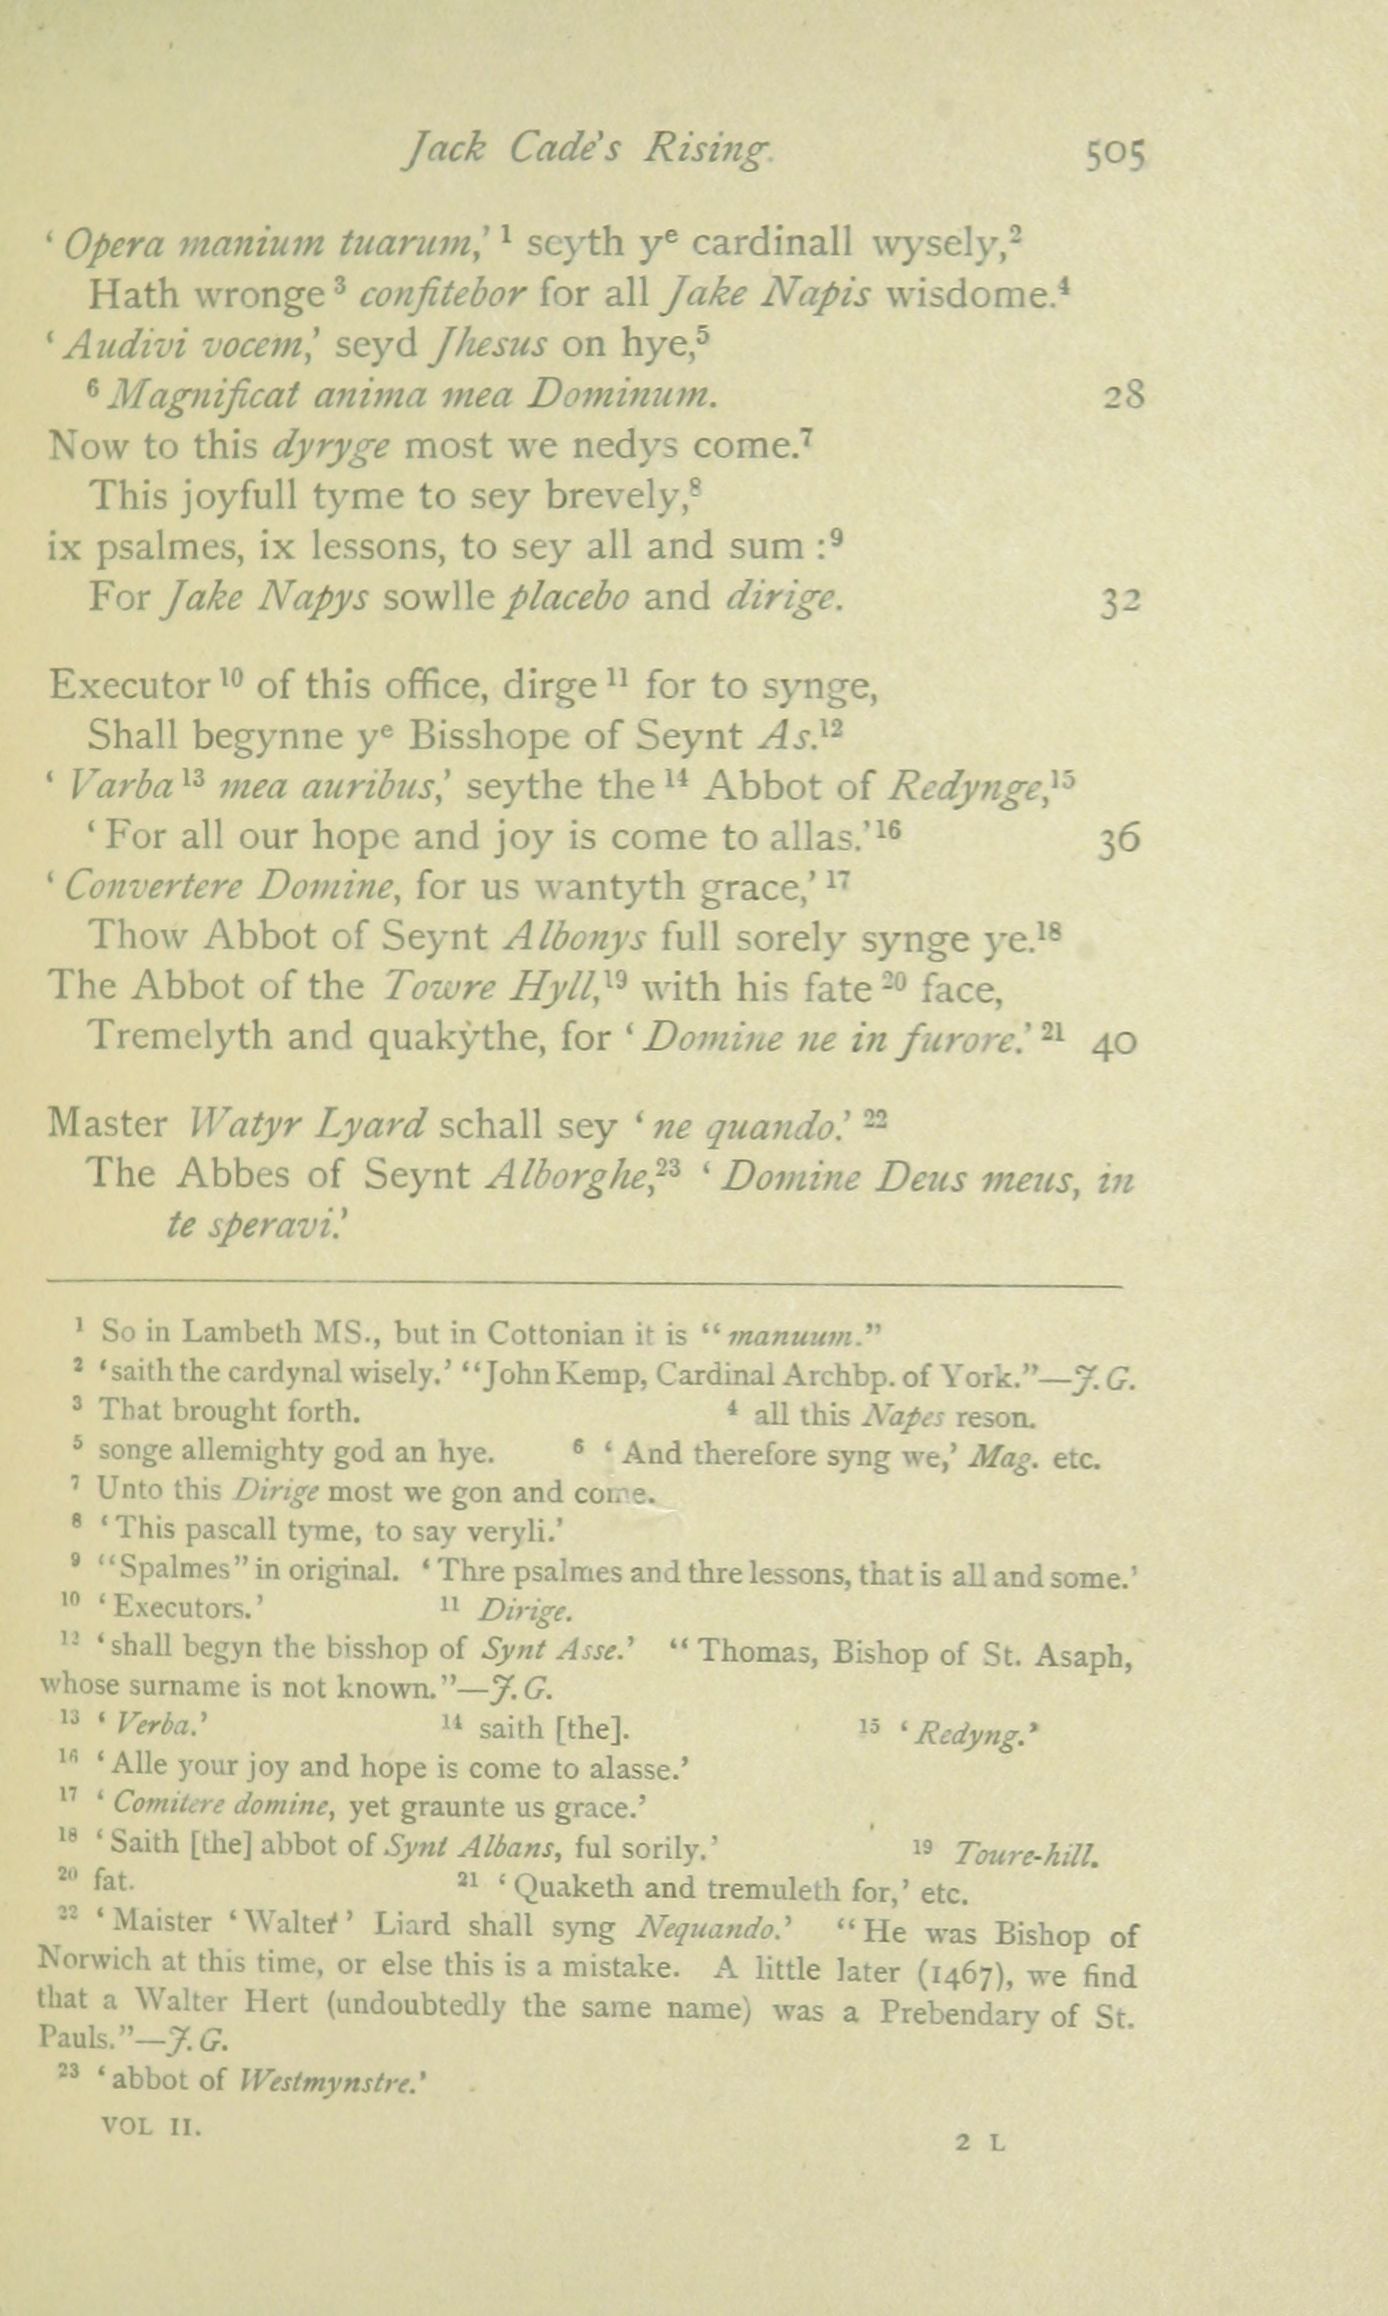 Jack Cade's Rising. 505
‘Opera manium tuarum,’ ¹ seyth yᵉ cardinall wysely,²
Hath wronge ³ confitebor for all Jake Napis wisdome.⁴
‘Audivi vocem,’ seyd Jhesus on hye,⁵
⁶ Magnificat anima mea Dominum. 28
Now to this dyryge most we nedys come.⁷
This joyfull tyme to sey brevely,⁸
ix psalmes, ix lessons, to sey all and sum :⁹
For Jake Napys sowlle placebo and dirige. 32
Executor ¹⁰ of this office, dirge ¹¹ for to synge,
Shall begynne yᵉ Bisshope of Seynt As.¹²
‘Varba ¹³ mea auribus,’ seythe the ¹⁴ Abbot of Redynge,¹⁵
‘For all our hope and joy is come to allas.’ ¹⁶ 36
‘Convertere Domine, for us wantyth grace,’ ¹⁷
Thow Abbot of Seynt Albonys full sorely synge ye.¹⁸
The Abbot of the Towre Hyll,¹⁹ with his fate ²⁰ face,
Tremelyth and quakythe, for ‘Domine ne in furore.’ ²¹ 40
Master Watyr Lyard schall sey ‘ne quando.’ ²²
The Abbes of Seynt Alborghe,²³ ‘Domine Deus meus, in
te speravi.’
¹ So in Lambeth MS., but in Cottonian it is “manuum.”
² ‘saith the cardynal wisely.’ “John Kemp, Cardinal Archbp. of York.”—J. G.
³ That brought forth. ⁴ all this Napes reson.
⁵ songe allemighty god an hye. ⁶ ‘And therefore syng we,’ Mag. etc.
⁷ Unto this Dirige most we gon and come.
⁸ ‘This pascall tyme, to say veryli.’
⁹ “Spalmes” in original. ‘Thre psalmes and thre lessons, that is all and some.’
¹⁰ ‘Executors.’ ¹¹ Dirige.
¹² ‘shall begyn the bisshop of Synt Asse.’ “Thomas, Bishop of St. Asaph,
whose surname is not known.”—J. G.
¹³ ‘Verba.’ ¹⁴ saith [the]. ¹⁵ ‘Redyng.’
¹⁶ ‘Alle your joy and hope is come to alasse.’
¹⁷ ‘Comitere domine, yet graunte us grace.’
¹⁸ ‘Saith [the] abbot of Synt Albans, ful sorily.’ ¹⁹ Toure-hill.
²⁰ fat. ²¹ ‘Quaketh and tremuleth for,’ etc.
²² ‘Maister ‘Walter’ Liard shall syng Nequando.’ “He was Bishop of
Norwich at this time, or else this is a mistake. A little later (1467), we find
that a Walter Hert (undoubtedly the same name) was a Prebendary of St.
Pauls.”—J. G.
²³ ‘abbot of Westmynstre.’
VOL II. 2 L